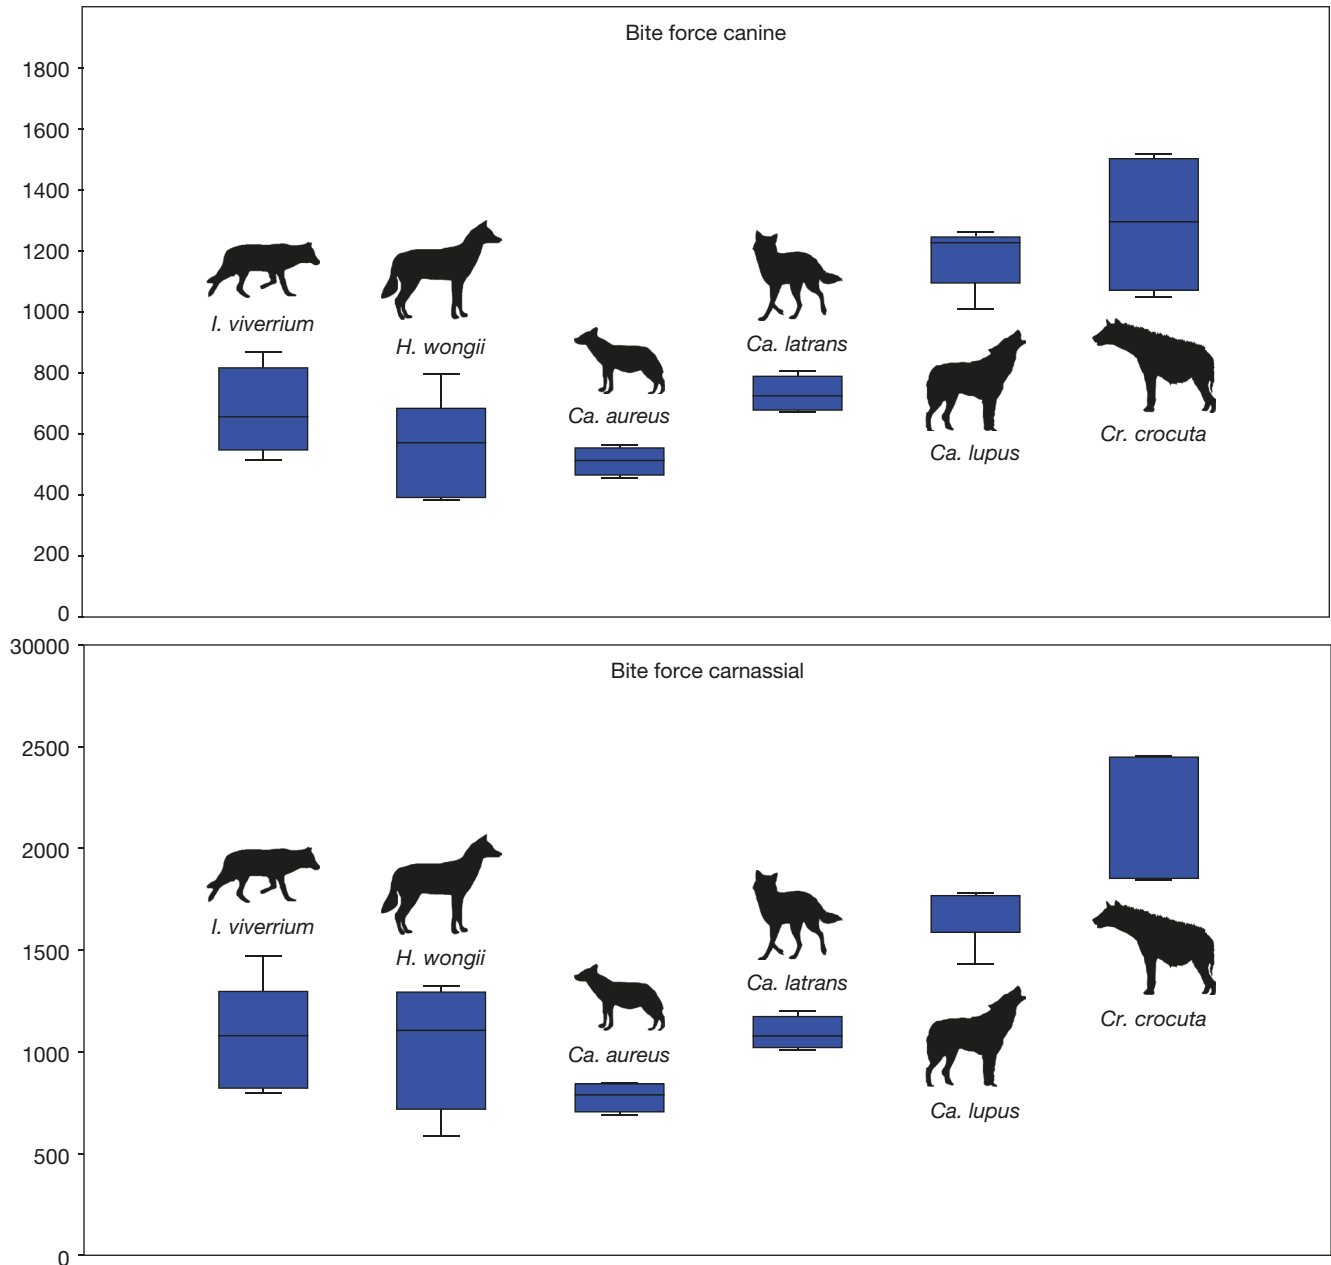 Bite force canine
1800
1600
1400
1200
1000
800
600
400
200
0
I. viverrium
H. wongii
Ca. aureus
Ca. latrans
Ca. lupus
Cr. crocuta
Bite force carnassial
30000
2500
2000
1500
1000
500
0
I. viverrium
H. wongii
Ca. aureus
Ca. latrans
Ca. lupus
Cr. crocuta